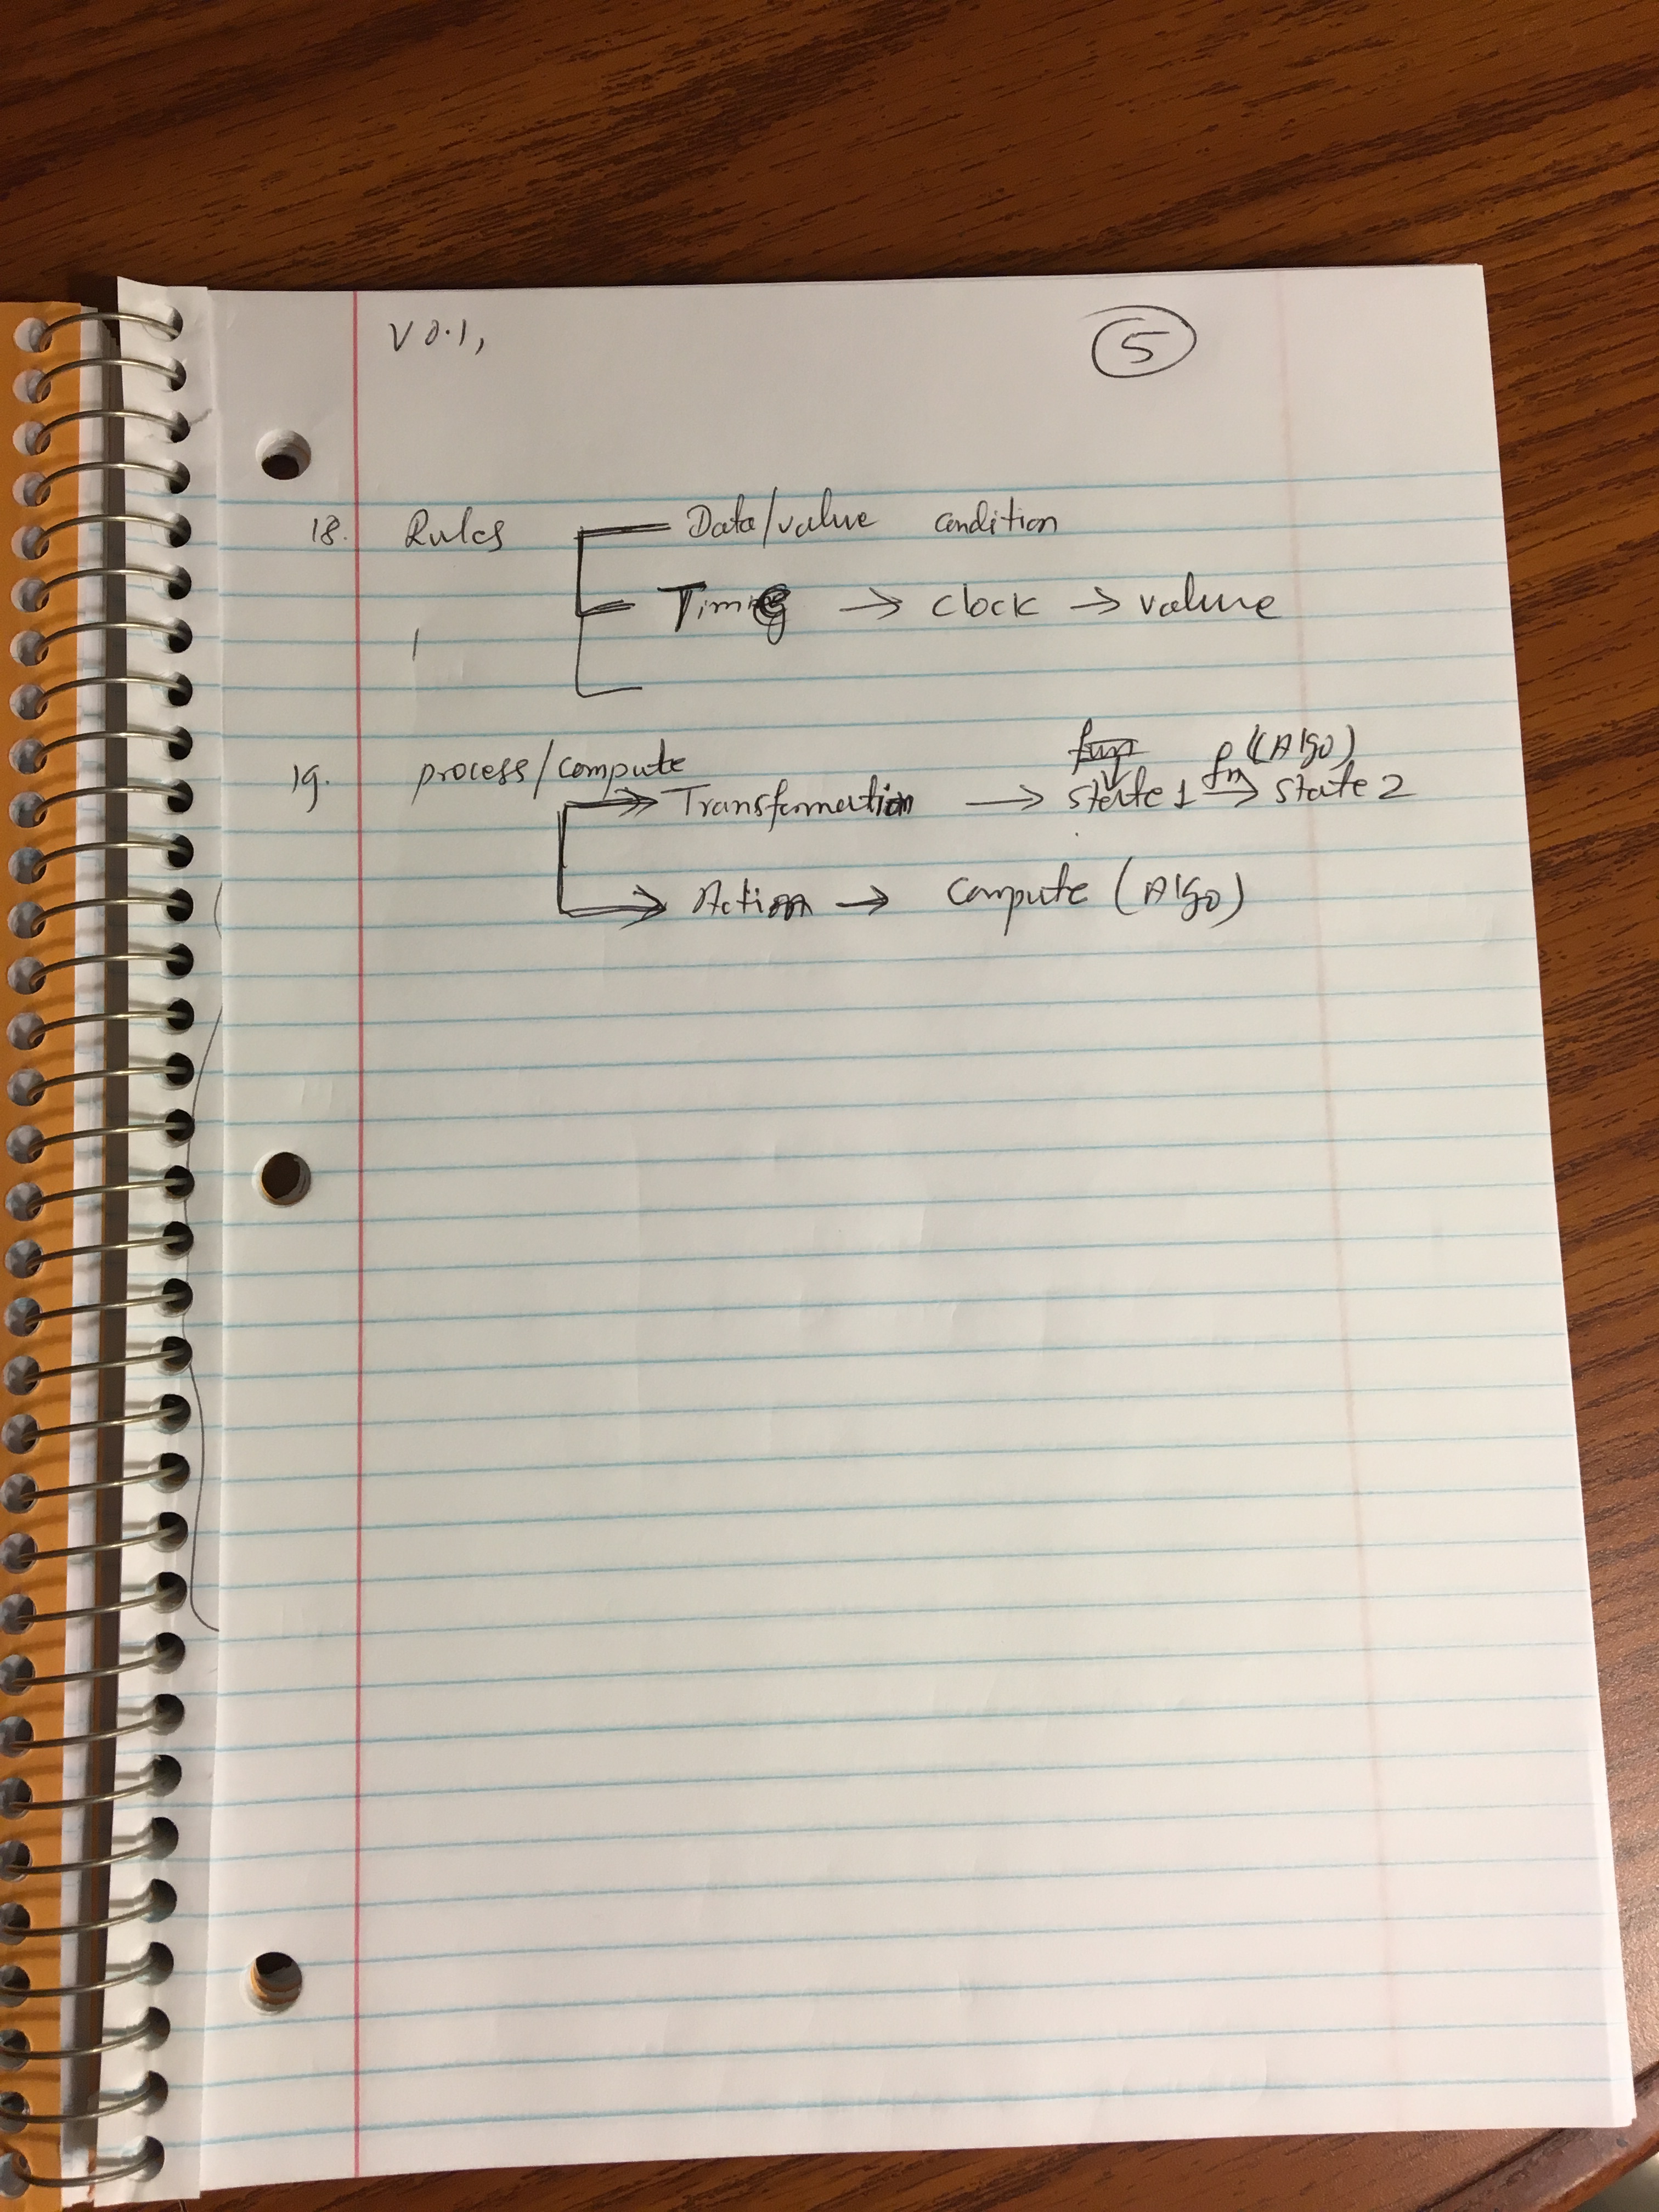 V 0.1, 5
18. Rules Data/value condition
Timing → clock → value
19. process/compute
fn (Algo)
Transformation → state 1 → state 2
Action → Compute (Algo)